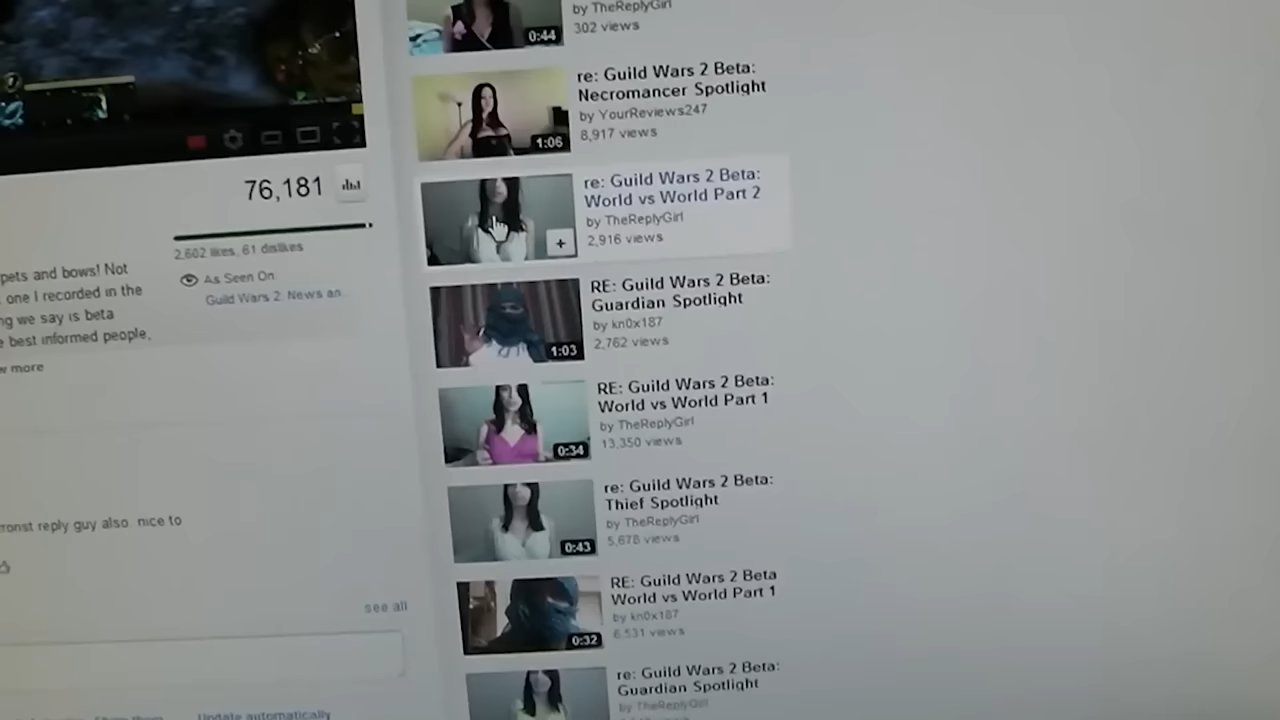 by TheReplyGirl
302 views
0:44
re: Guild Wars 2 Beta:
Necromancer Spotlight
by YourReviews247
8,917 views
1:06
76,181
2,602 likes, 61 dislikes
As Seen On:
Guild Wars 2: News an...
pets and bows! Not
one I recorded in the
ng we say is beta
best informed people,
more
re: Guild Wars 2 Beta:
World vs World Part 2
by TheReplyGirl
2,916 views
+
RE: Guild Wars 2 Beta:
Guardian Spotlight
by kn0x187
2,762 views
1:03
RE: Guild Wars 2 Beta:
World vs World Part 1
by TheReplyGirl
13,350 views
0:34
re: Guild Wars 2 Beta:
Thief Spotlight
by TheReplyGirl
5,678 views
0:43
reply guy also. nice to
RE: Guild Wars 2 Beta
World vs World Part 1
by kn0x187
6,531 views
0:32
see all
re: Guild Wars 2 Beta:
Guardian Spotlight
by TheReplyGirl
Update automatically